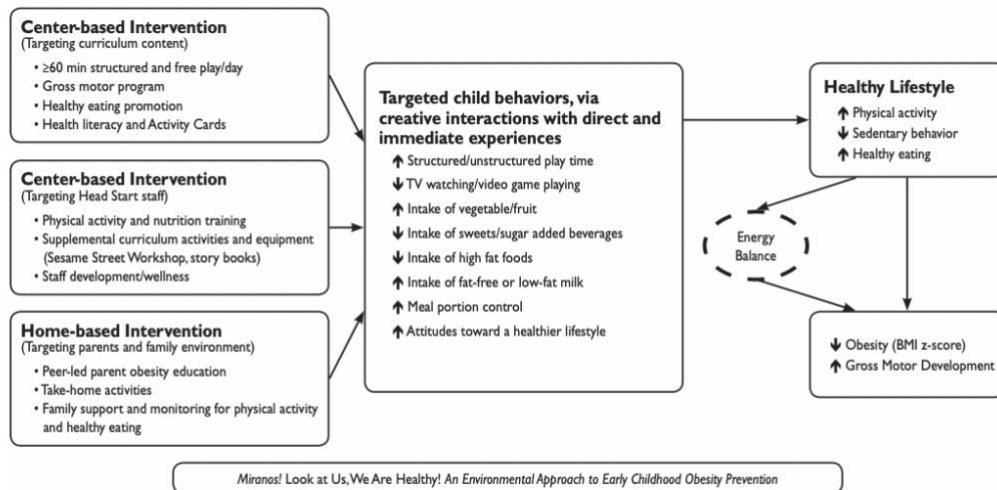 Center-based Intervention
(Targeting curriculum content)
• ≥60 min structured and free play/day
• Gross motor program
• Healthy eating promotion
• Health literacy and Activity Cards
Center-based Intervention
(Targeting Head Start staff)
• Physical activity and nutrition training
• Supplemental curriculum activities and equipment
(Sesame Street Workshop, story books)
• Staff development/wellness
Home-based Intervention
(Targeting parents and family environment)
• Peer-led parent obesity education
• Take-home activities
• Family support and monitoring for physical activity
and healthy eating
Targeted child behaviors, via
creative interactions with direct and
immediate experiences
↑ Structured/unstructured play time
↓ TV watching/video game playing
↑ Intake of vegetable/fruit
↓ Intake of sweets/sugar added beverages
↓ Intake of high fat foods
↑ Intake of fat-free or low-fat milk
↑ Meal portion control
↑ Attitudes toward a healthier lifestyle
Healthy Lifestyle
↑ Physical activity
↓ Sedentary behavior
↑ Healthy eating
Energy
Balance
↓ Obesity (BMI z-score)
↑ Gross Motor Development
Miranos! Look at Us, We Are Healthy! An Environmental Approach to Early Childhood Obesity Prevention